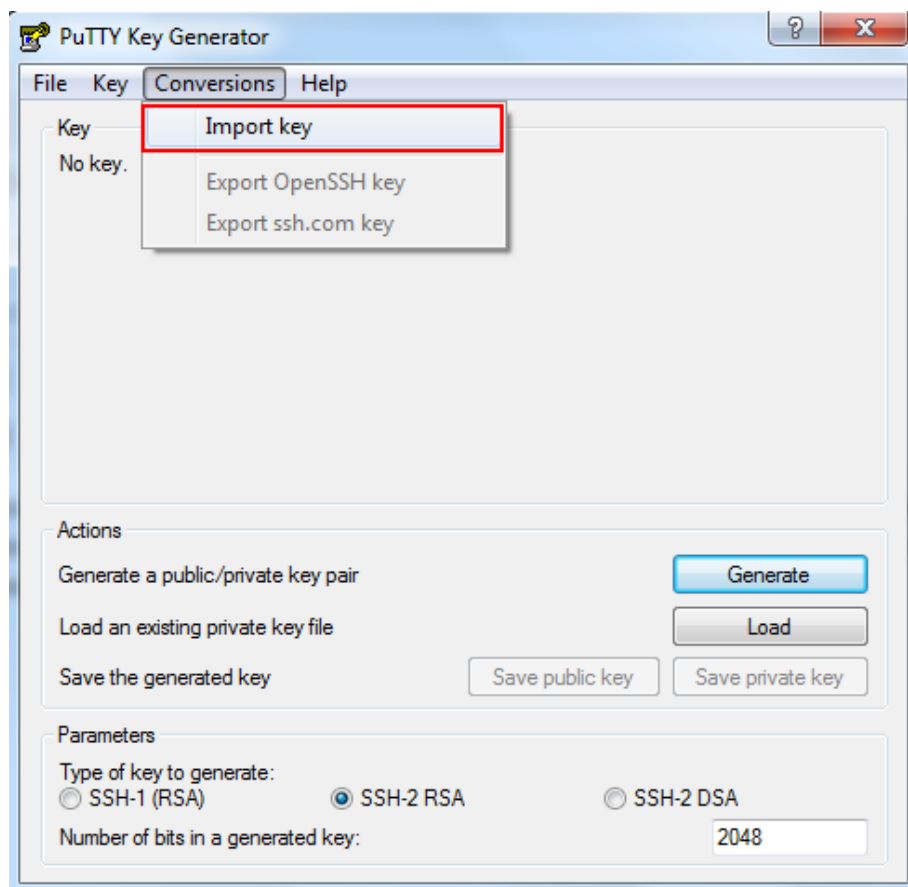 PuTTY Key Generator
File Key Conversions Help
Import key
Export OpenSSH key
Export ssh.com key
Key
No key.
Actions
Generate a public/private key pair Generate
Load an existing private key file Load
Save the generated key Save public key Save private key
Parameters
Type of key to generate:
SSH-1 (RSA) SSH-2 RSA SSH-2 DSA
Number of bits in a generated key: 2048